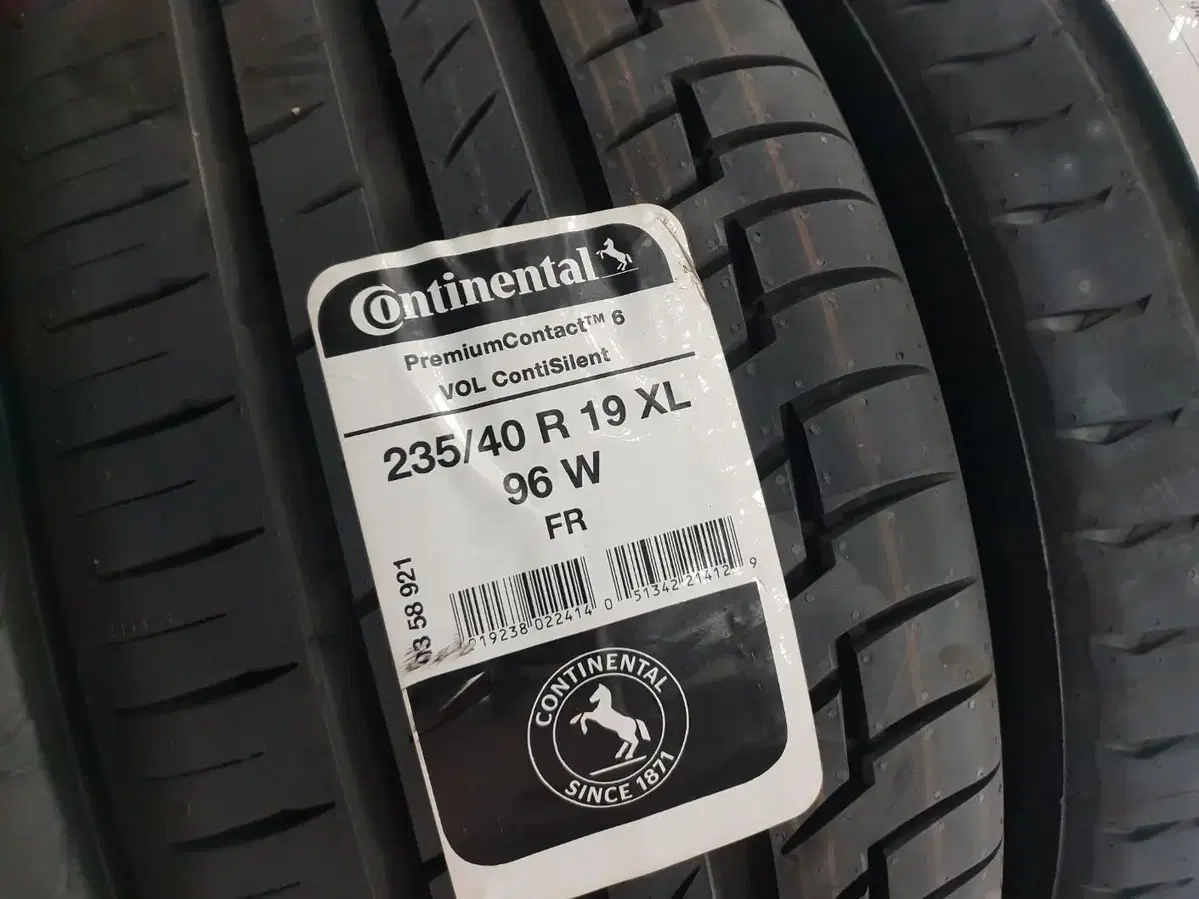 Continental
PremiumContact™ 6
VOL ContiSilent
235/40 R 19 XL
96 W
FR
03 58 921
019238 022414 0 51342 21412 9
CONTINENTAL
SINCE 1871